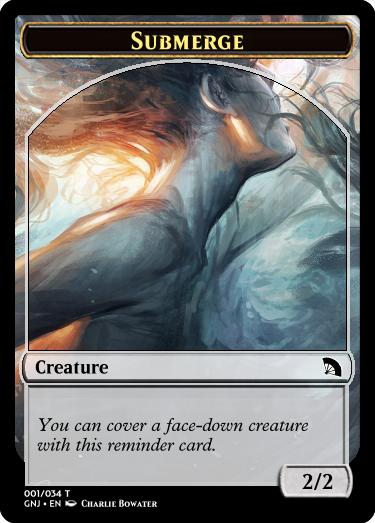 SUBMERGE
Creature
You can cover a face-down creature
with this reminder card.
2/2
001/034 T
GNJ • EN CHARLIE BOWATER